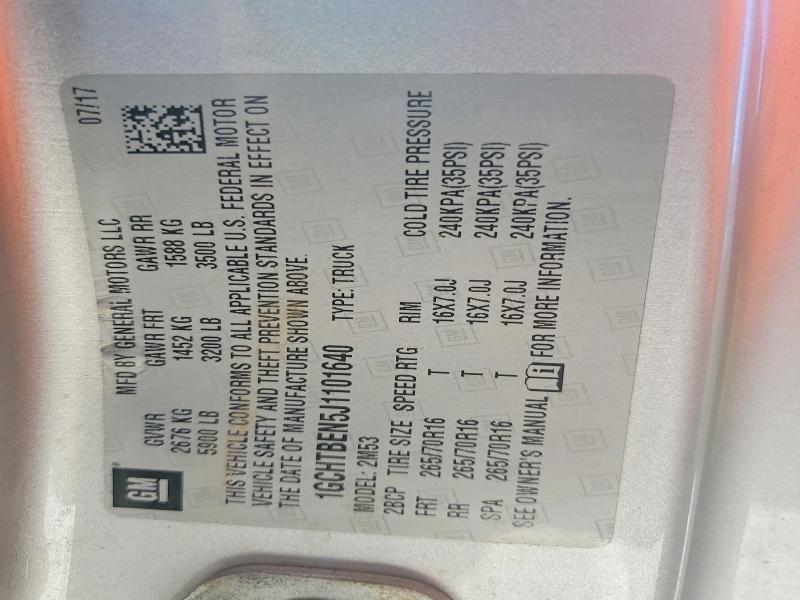 GM
MFD BY GENERAL MOTORS LLC 07/17
GVWR GAWR FRT GAWR RR
2676 KG 1452 KG 1588 KG
5900 LB 3200 LB 3500 LB
THIS VEHICLE CONFORMS TO ALL APPLICABLE U.S. FEDERAL MOTOR
VEHICLE SAFETY AND THEFT PREVENTION STANDARDS IN EFFECT ON
THE DATE OF MANUFACTURE SHOWN ABOVE.
1GCHTBEN5J1101640 TYPE: TRUCK
MODEL: 2M53
2BCP TIRE SIZE SPEED RTG RIM COLD TIRE PRESSURE
FRT 265/70R16 T 16X7.0J 240KPA(35PSI)
RR 265/70R16 T 16X7.0J 240KPA(35PSI)
SPA 265/70R16 T 16X7.0J 240KPA(35PSI)
SEE OWNER'S MANUAL FOR MORE INFORMATION.